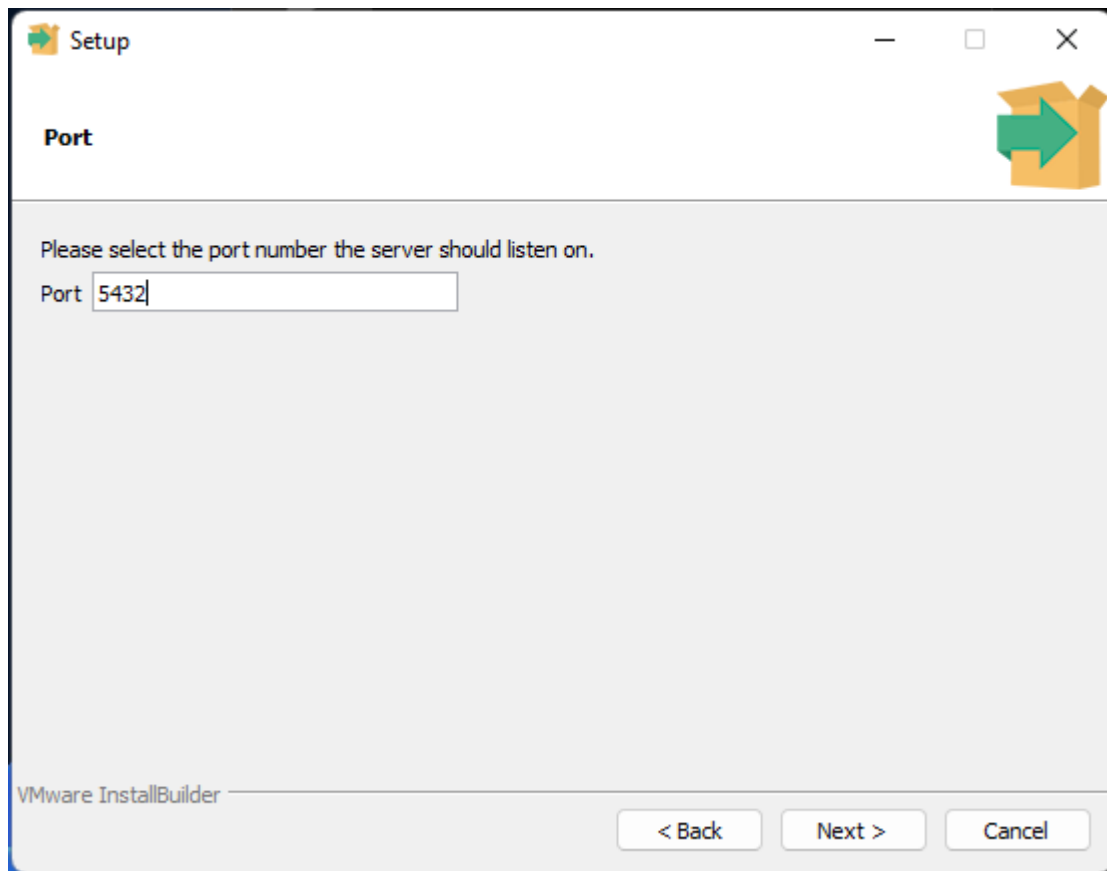 Setup
Port
Please select the port number the server should listen on.
Port 5432
VMware InstallBuilder
< Back Next > Cancel